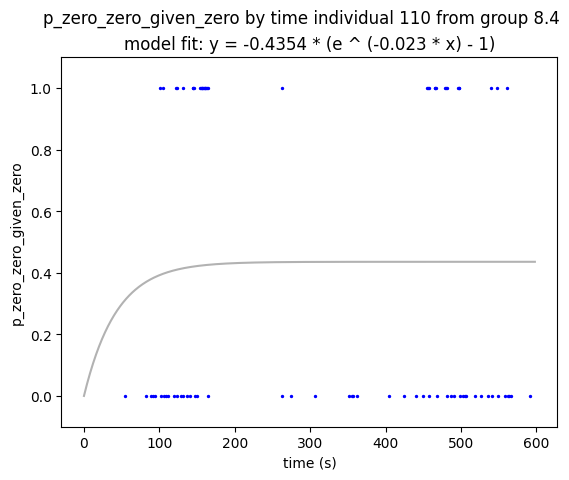 p_zero_zero_given_zero by time individual 110 from group 8.4
model fit: y = -0.4354 * (e ^ (-0.023 * x) - 1)
1.0
0.8
0.6
0.4
0.2
0.0
p_zero_zero_given_zero
0 100 200 300 400 500 600
time (s)